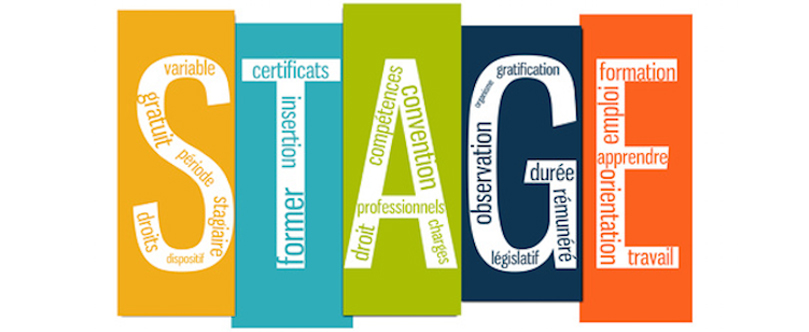 STAGE
variable
gratuit
période
stagiaire
droits
dispositif
certificats
insertion
former
compétences
convention
professionnels
droit
charges
gratification
organisme
observation
durée
rémunéré
législatif
formation
emploi
apprendre
orientation
travail